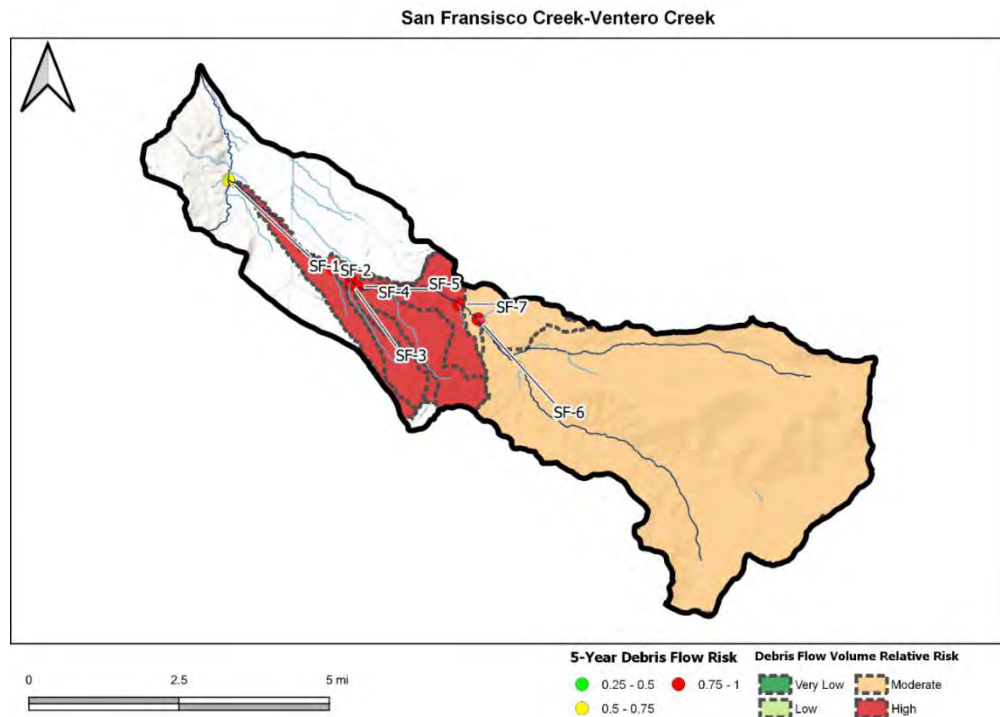 San Fransisco Creek-Ventero Creek
SF-1
SF-2
SF-5
SF-4
SF-7
SF-3
SF-6
0
2.5
5 mi
5-Year Debris Flow Risk
0.25 - 0.5
0.75 - 1
0.5 - 0.75
Debris Flow Volume Relative Risk
Very Low
Moderate
Low
High